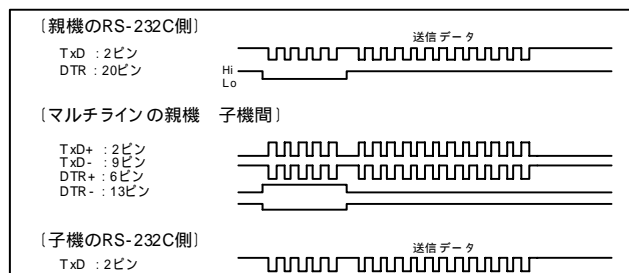 〔親機のRS-232C側〕
送信データ
TxD : 2ピン
DTR : 20ピン
Hi
Lo
〔マルチラインの親機 子機間〕
TxD+ : 2ピン
TxD- : 9ピン
DTR+ : 6ピン
DTR- : 13ピン
〔子機のRS-232C側〕
送信データ
TxD : 2ピン